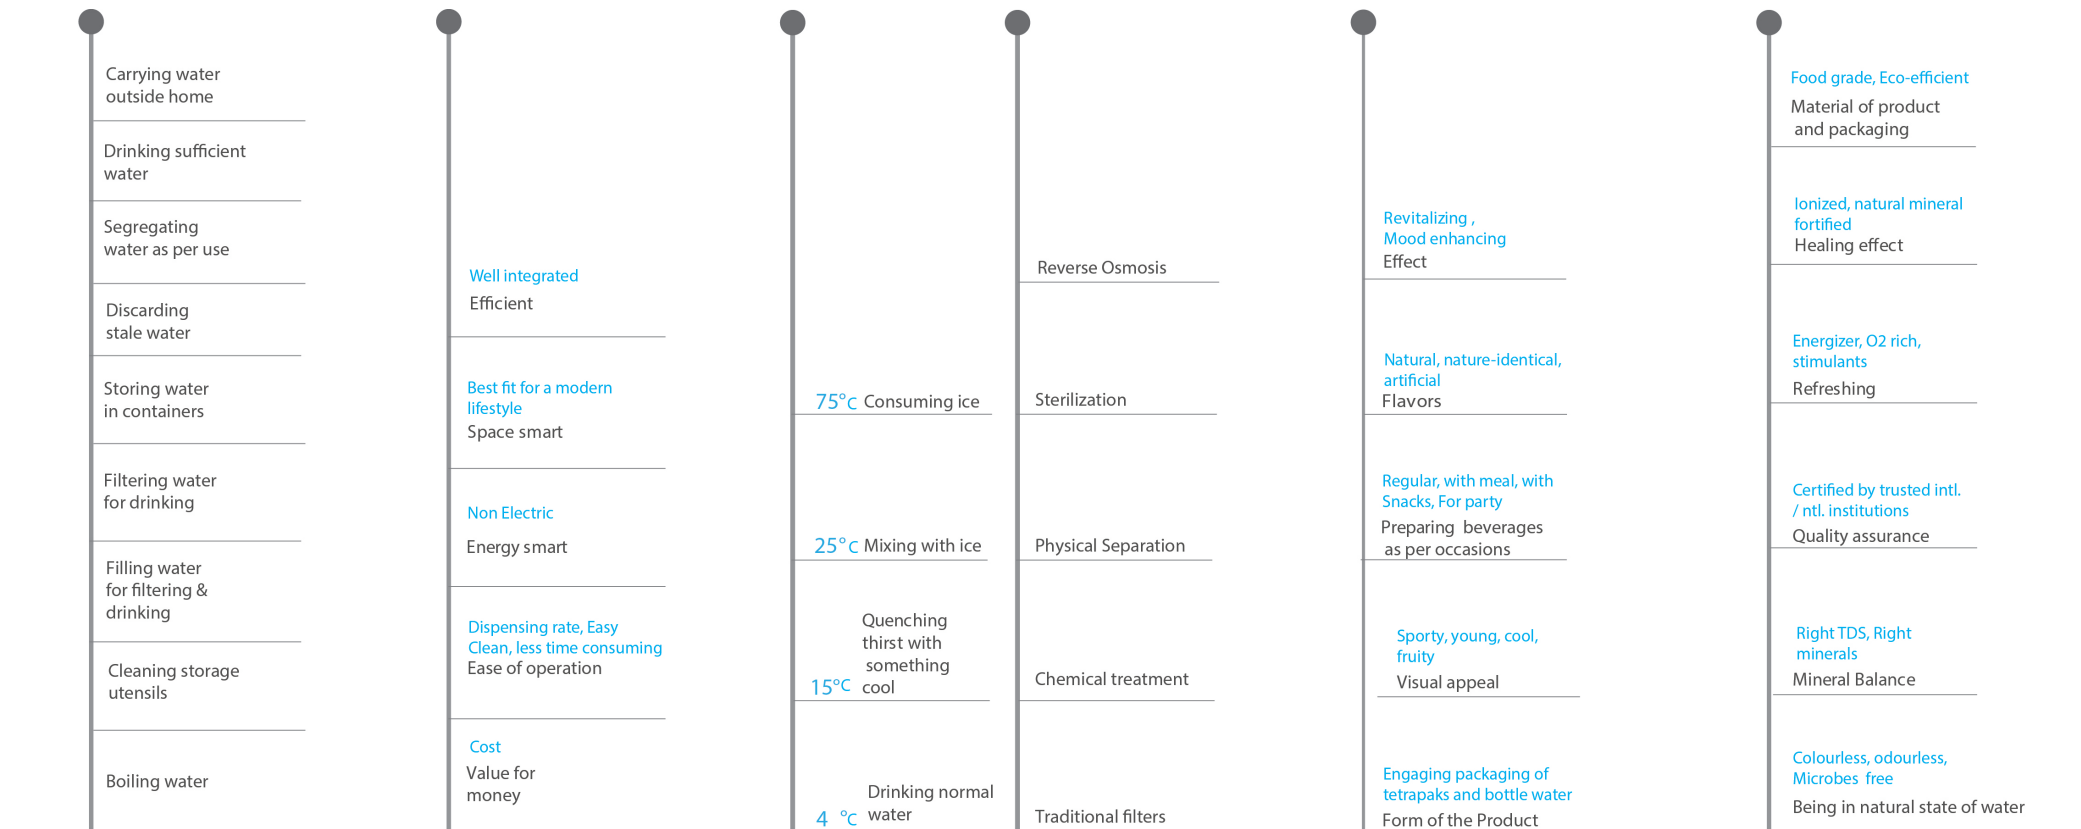 Carrying water
outside home
Drinking sufficient
water
Segregating
water as per use
Discarding
stale water
Storing water
in containers
Filtering water
for drinking
Filling water
for filtering &
drinking
Cleaning storage
utensils
Boiling water
Well integrated
Efficient
Best fit for a modern
lifestyle
Space smart
Non Electric
Energy smart
Dispensing rate, Easy
Clean, less time consuming
Ease of operation
Cost
Value for
money
75°C Consuming ice
25°C Mixing with ice
Quenching
thirst with
something
15°C cool
Drinking normal
4 °C water
Reverse Osmosis
Sterilization
Physical Separation
Chemical treatment
Traditional filters
Revitalizing ,
Mood enhancing
Effect
Natural, nature-identical,
artificial
Flavors
Regular, with meal, with
Snacks, For party
Preparing beverages
as per occasions
Sporty, young, cool,
fruity
Visual appeal
Engaging packaging of
tetrapaks and bottle water
Form of the Product
Food grade, Eco-efficient
Material of product
and packaging
Ionized, natural mineral
fortified
Healing effect
Energizer, O2 rich,
stimulants
Refreshing
Certified by trusted intl.
/ ntl. institutions
Quality assurance
Right TDS, Right
minerals
Mineral Balance
Colourless, odourless,
Microbes free
Being in natural state of water